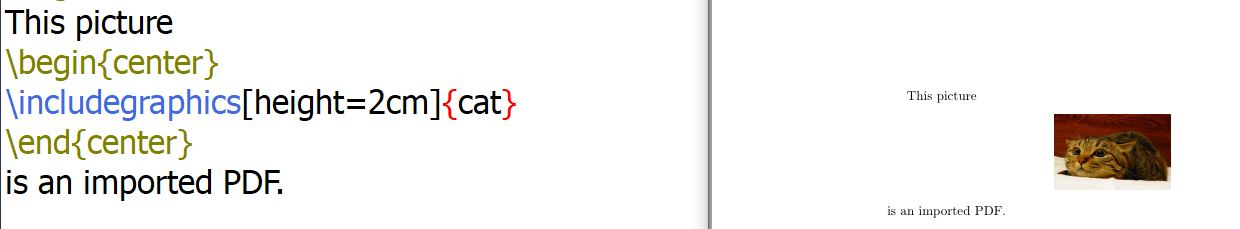 This picture
\begin{center}
\includegraphics[height=2cm]{cat}
\end{center}
is an imported PDF.
This picture
is an imported PDF.